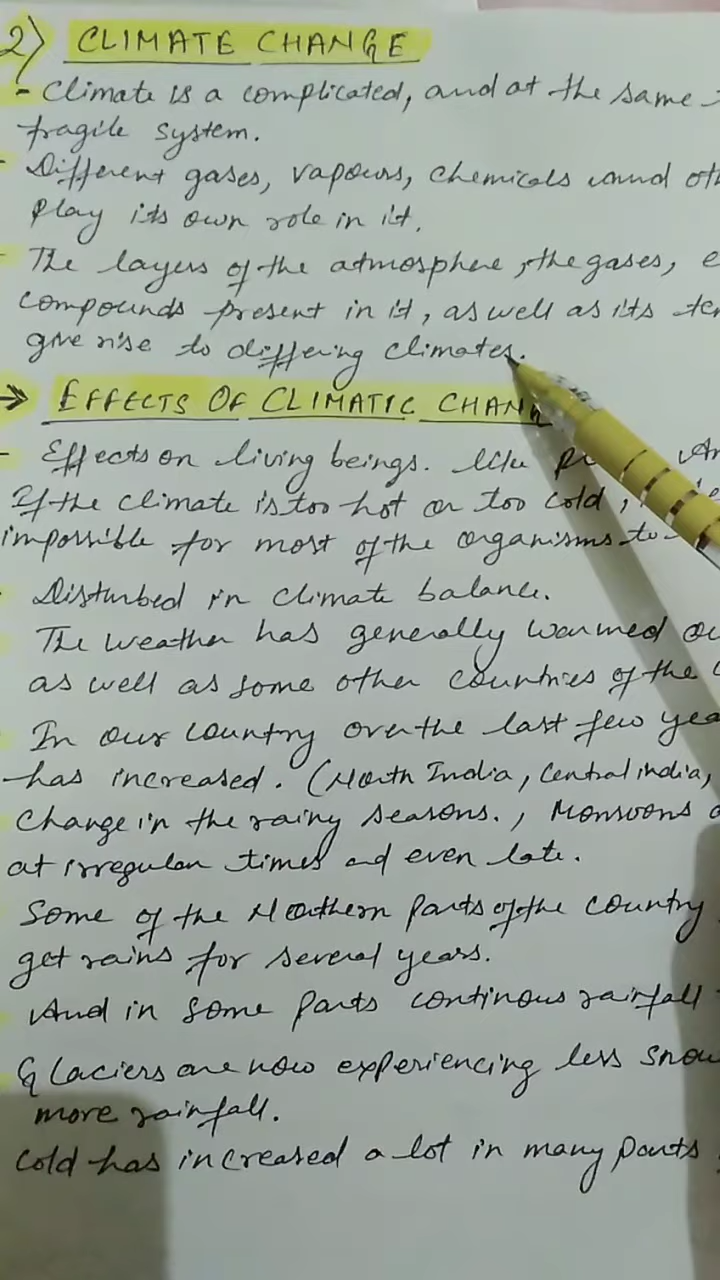 2) CLIMATE CHANGE
- Climate is a complicated, and at the same
fragile system.
- Different gases, vapours, chemicals and oth
play its own role in it.
- The layers of the atmosphere, the gases, e
compounds present in it, as well as its te
give rise to differing climates.
→ EFFECTS OF CLIMATIC CHAN
- Effects on living beings. like
If the climate is too hot or too cold,
impossible for most of the organisms to
- Disturbed in climate balance.
The weather has generally warmed ou
as well as some other countries of the
In our country over the last few yea
has increased. (North India, Central india,
Change in the rainy seasons., Monsoons a
at irregular times and even late.
Some of the Northern parts of the country
get rains for several years.
And in some parts continous rainfall
Glaciers are now experiencing less snow
more rainfall.
Cold has increased a lot in many parts